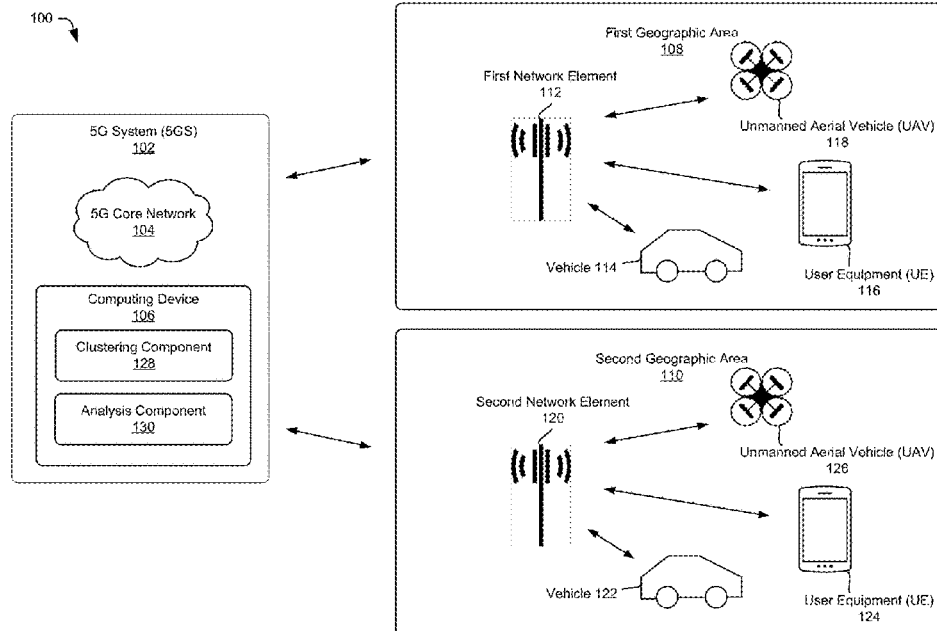 100
5G System (5GS)
102
5G Core Network
104
Computing Device
106
Clustering Component
128
Analysis Component
130
First Geographic Area
108
First Network Element
112
Unmanned Aerial Vehicle (UAV)
118
Vehicle 114
User Equipment (UE)
116
Second Geographic Area
110
Second Network Element
120
Unmanned Aerial Vehicle (UAV)
126
Vehicle 122
User Equipment (UE)
124